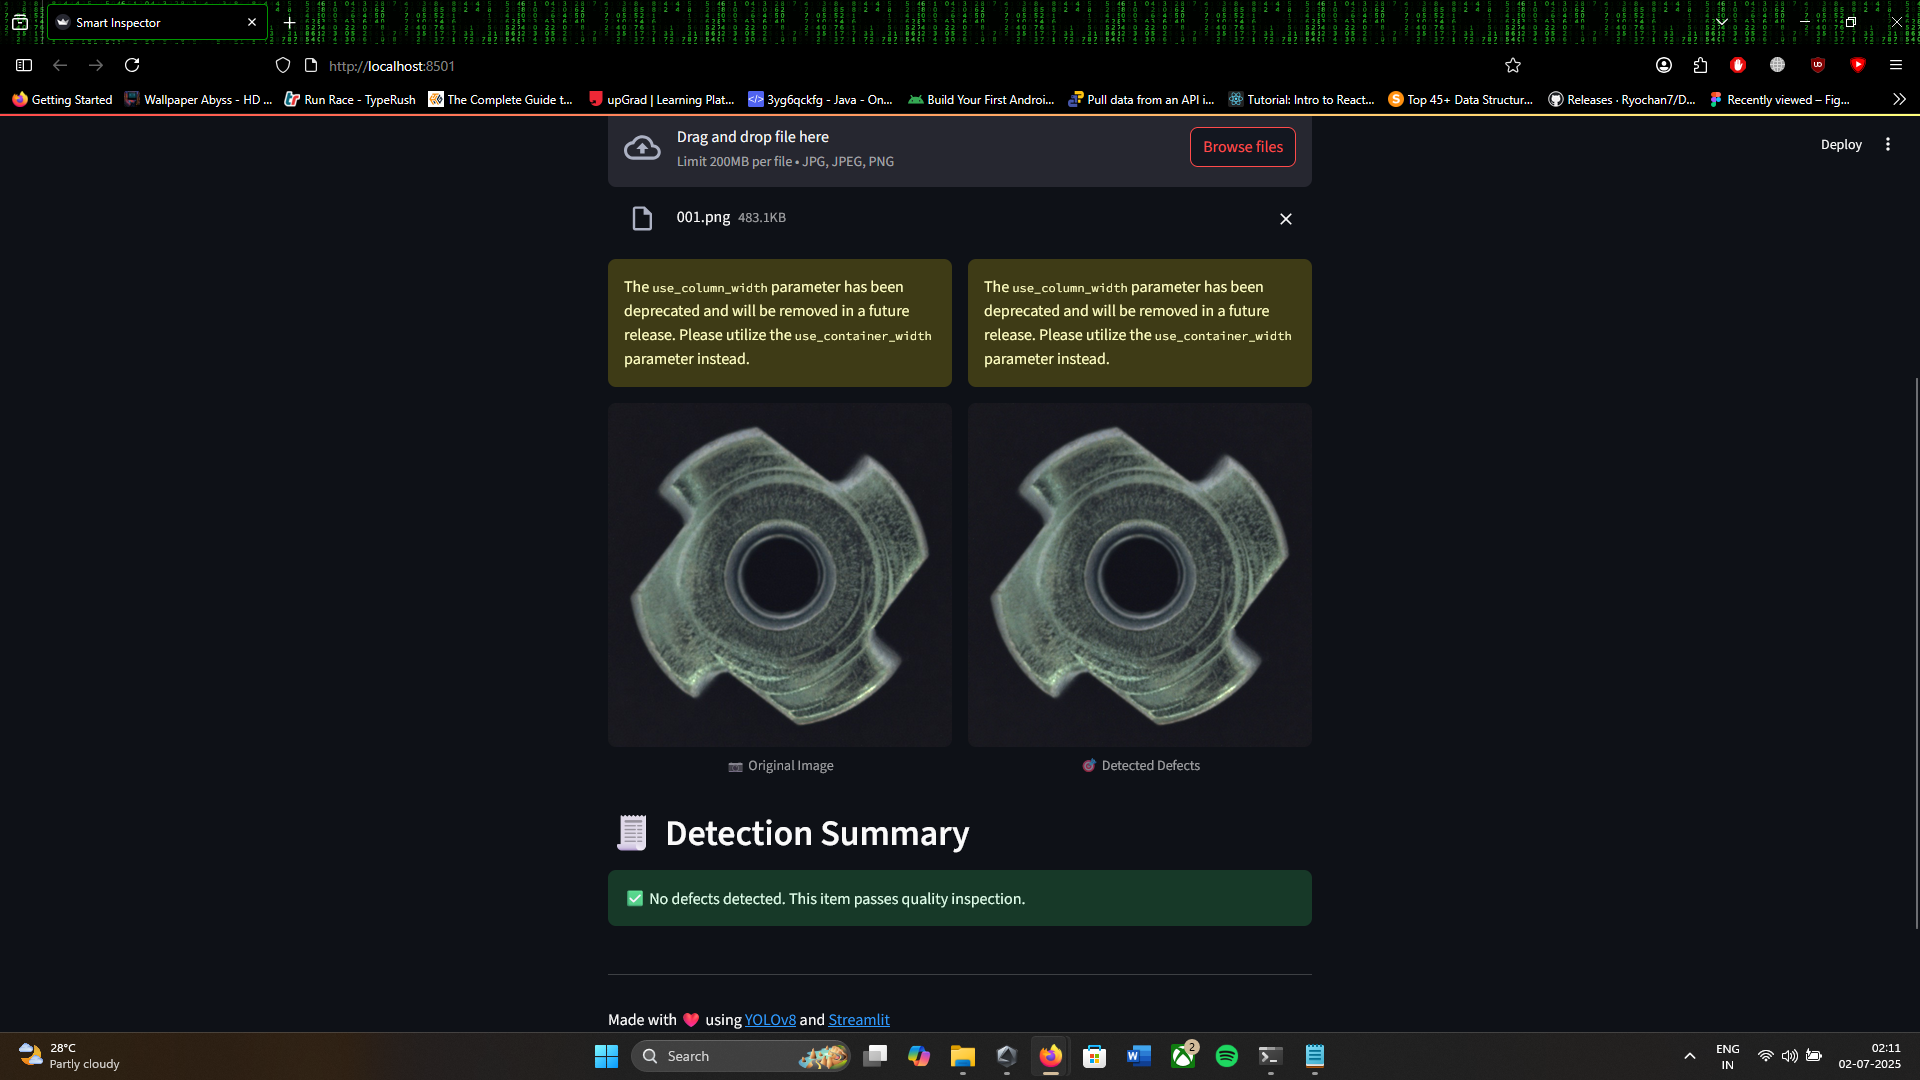 Smart Inspector
http://localhost:8501
Getting Started
Wallpaper Abyss - HD ...
Run Race - TypeRush
The Complete Guide t...
upGrad | Learning Plat...
3yg6qckfg - Java - On...
Build Your First Androi...
Pull data from an API i...
Tutorial: Intro to React...
Top 45+ Data Structur...
Releases · Ryochan7/D...
Recently viewed – Fig...
Deploy
Drag and drop file here
Limit 200MB per file • JPG, JPEG, PNG
Browse files
001.png 483.1KB
The use_column_width parameter has been
deprecated and will be removed in a future
release. Please utilize the use_container_width
parameter instead.
The use_column_width parameter has been
deprecated and will be removed in a future
release. Please utilize the use_container_width
parameter instead.
Original Image
Detected Defects
Detection Summary
No defects detected. This item passes quality inspection.
Made with ❤️ using YOLOv8 and Streamlit
28°C
Partly cloudy
Search
2
ENG
IN
02:11
02-07-2025